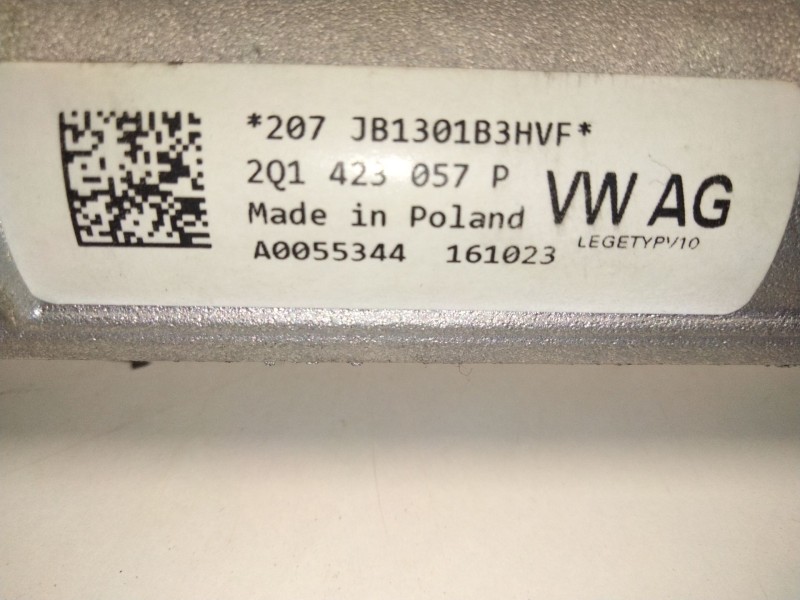 *207 JB1301B3HVF*
2Q1 423 057 P
Made in Poland
VW AG
LEGETYPV10
A0055344 161023